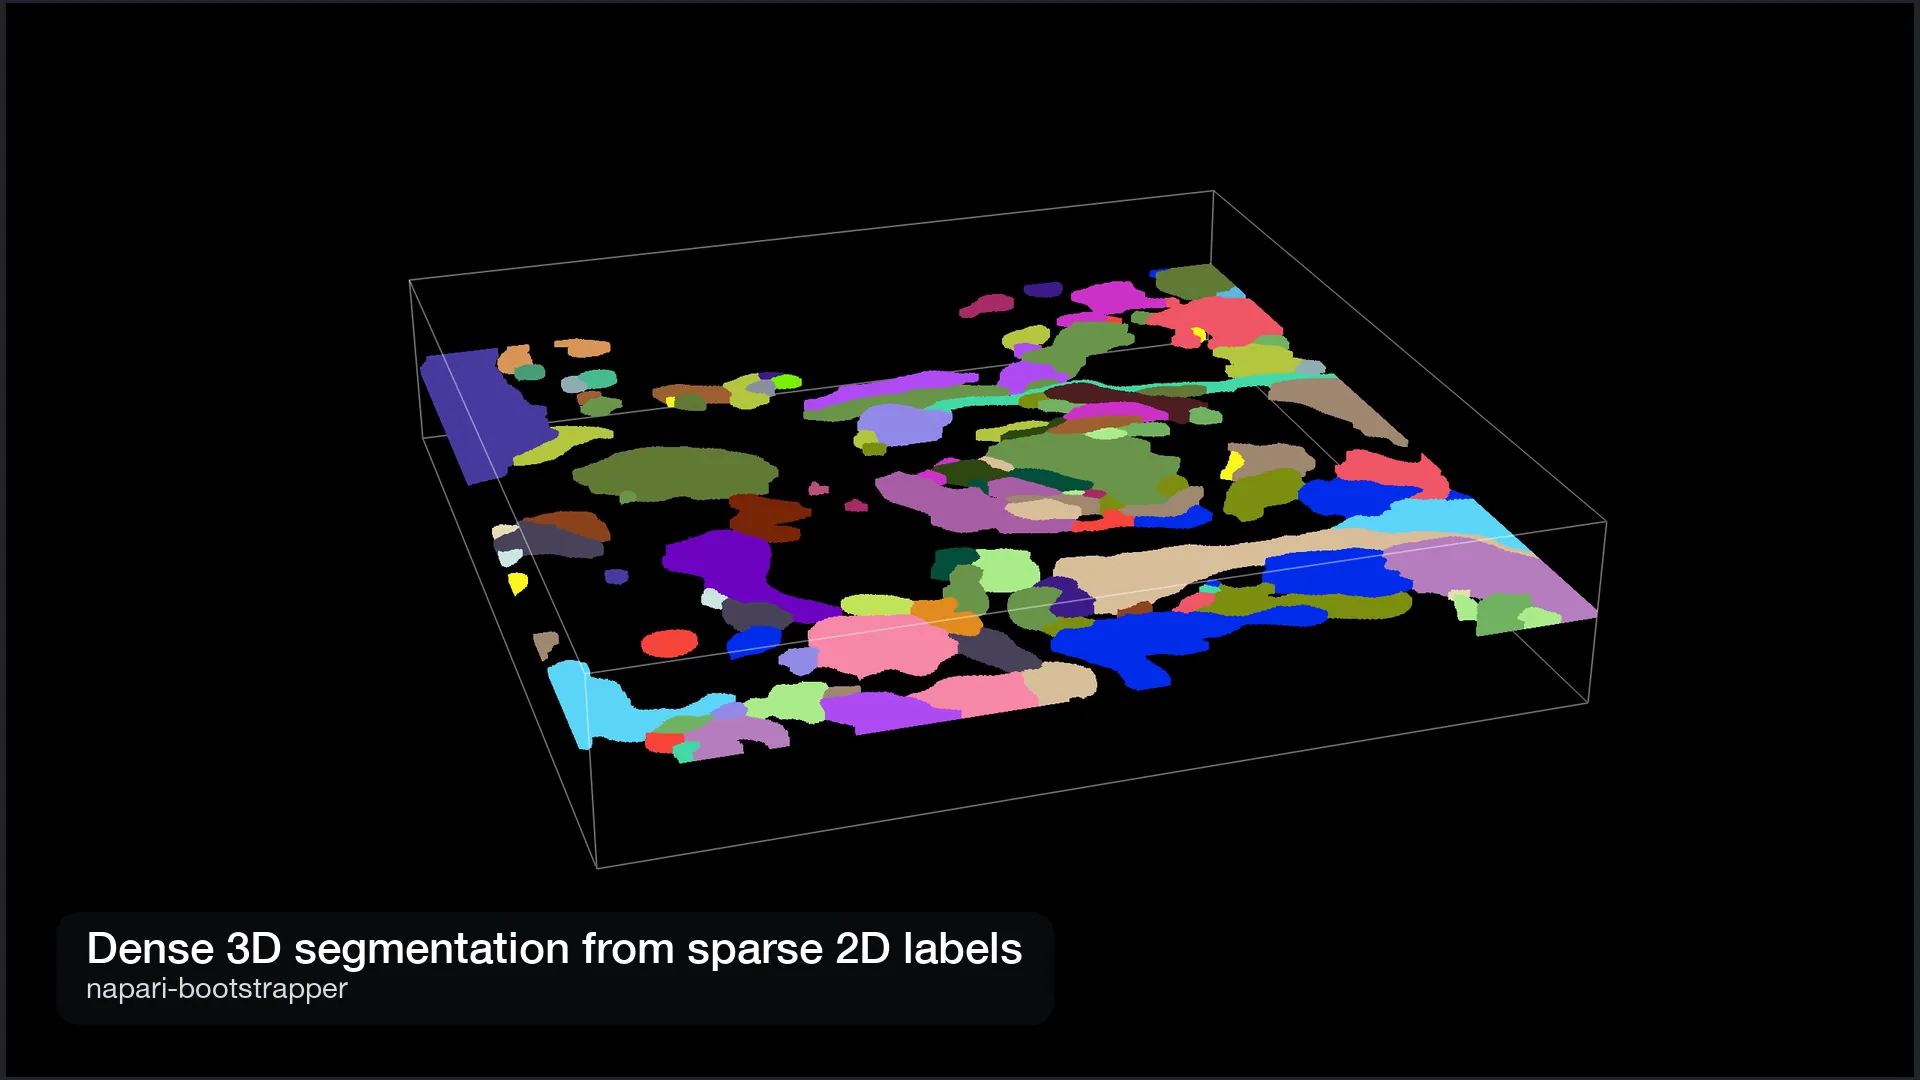 Dense 3D segmentation from sparse 2D labels
napari-bootstrapper